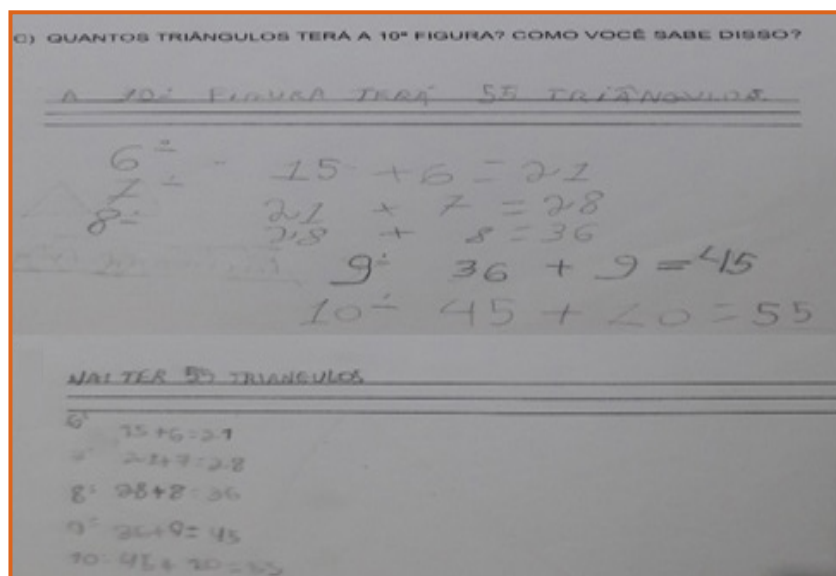 C) QUANTOS TRIÂNGULOS TERÁ A 10ª FIGURA? COMO VOCÊ SABE DISSO?
A 10ª FIGURA TERÁ 55 TRIÂNGULOS.
6ª - 15 + 6 = 21
7ª 21 + 7 = 28
8ª 28 + 8 = 36
9ª 36 + 9 = 45
10ª 45 + 10 = 55
VAI TER 55 TRIANGULOS
6ª 15+6=21
7ª 21+7=28
8ª 28+8=36
9ª 36+9=45
10ª 45+10=55